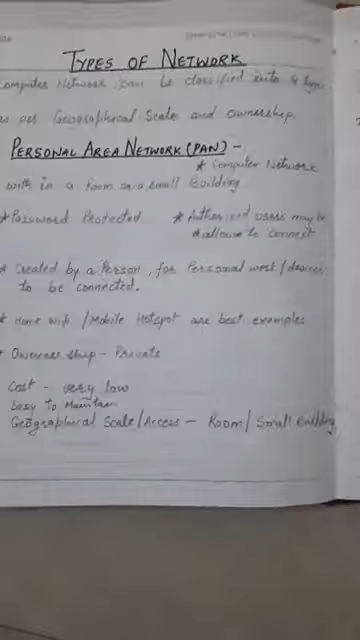 TYPES OF NETWORK
Computer Network can be classified into 4 types
as per Geographical Scale and Ownership.
PERSONAL AREA NETWORK (PAN) -
* Computer Network
with in a Room or a small Building
* Password Protected * Authorized users may be
allowe to connect
* Created by a Person, for Personal work / devices
to be connected.
* Home wifi / Mobile Hotspot are best examples
* Owener ship - Private
Cost - very low
Easy to Maintain
Geographical Scale / Access - Room / Small Building